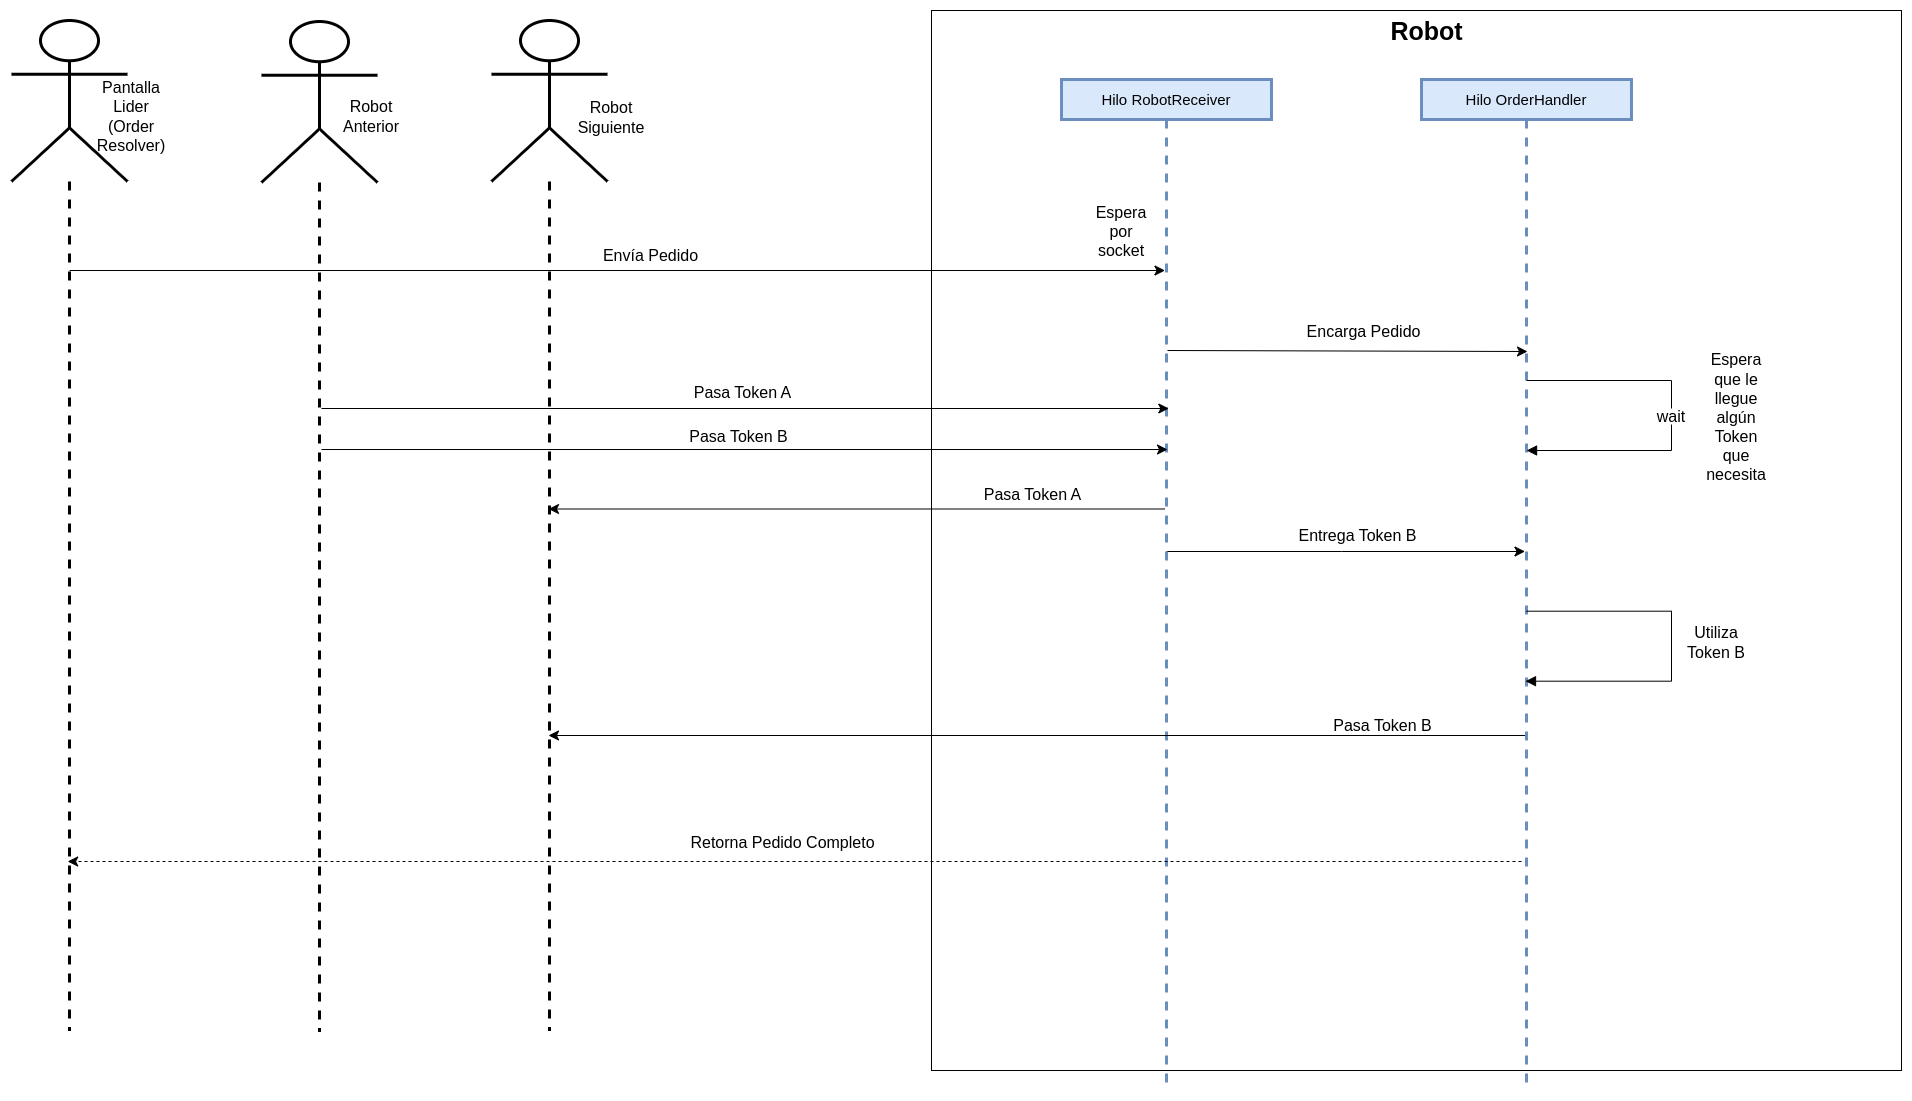 Robot
Pantalla
Lider
(Order
Resolver)
Robot
Anterior
Robot
Siguiente
Hilo RobotReceiver
Hilo OrderHandler
Espera
por
socket
Envía Pedido
Encarga Pedido
Espera
que le
llegue
algún
Token
que
necesita
wait
Pasa Token A
Pasa Token B
Pasa Token A
Entrega Token B
Utiliza
Token B
Pasa Token B
Retorna Pedido Completo